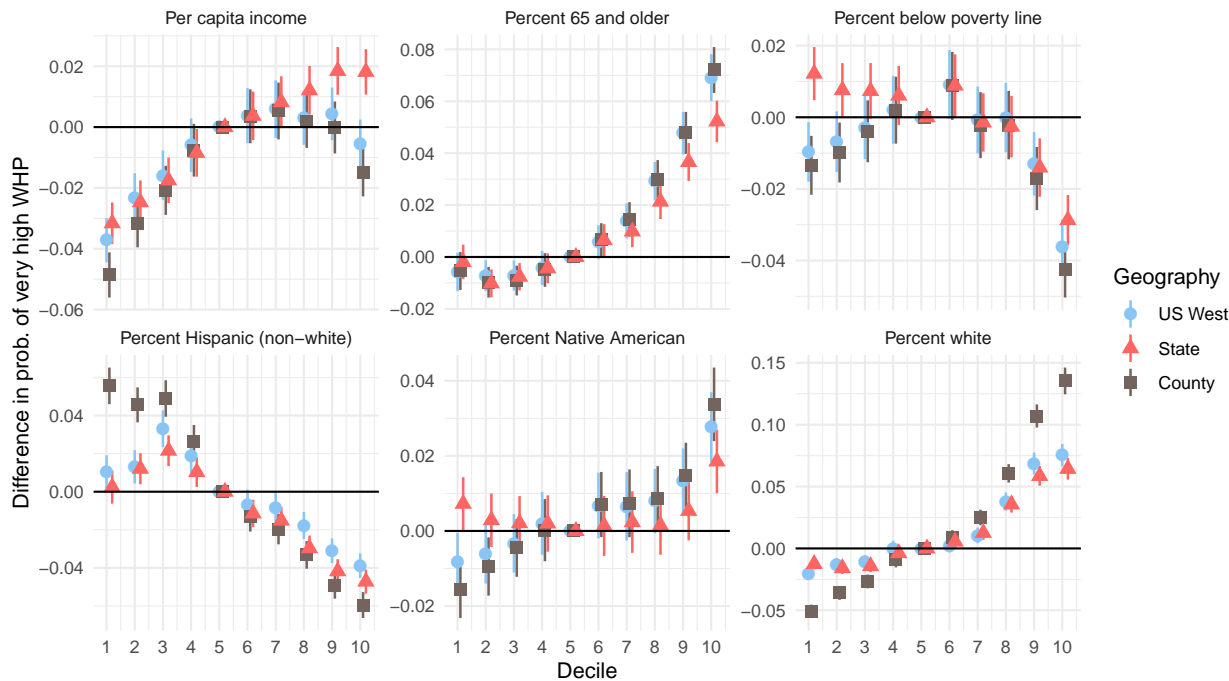 Per capita income
Percent 65 and older
Percent below poverty line
0.02
0.00
−0.02
−0.04
−0.06
0.08
0.06
0.04
0.02
0.00
−0.02
0.02
0.00
−0.02
−0.04
Percent Hispanic (non−white)
Percent Native American
Percent white
0.04
0.00
−0.04
0.04
0.02
0.00
−0.02
0.15
0.10
0.05
0.00
−0.05
1 2 3 4 5 6 7 8 9 10
1 2 3 4 5 6 7 8 9 10
1 2 3 4 5 6 7 8 9 10
Decile
Difference in prob. of very high WHP
Geography
US West
State
County